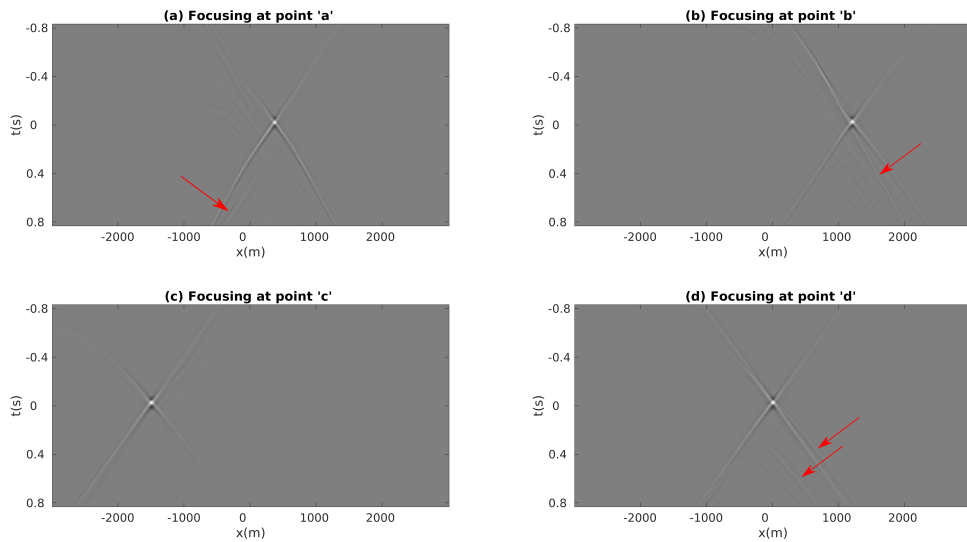 (a) Focusing at point 'a'
-0.8
-0.4
0
0.4
0.8
t(s)
-2000 -1000 0 1000 2000
x(m)
(b) Focusing at point 'b'
-0.8
-0.4
0
0.4
0.8
t(s)
-2000 -1000 0 1000 2000
x(m)
(c) Focusing at point 'c'
-0.8
-0.4
0
0.4
0.8
t(s)
-2000 -1000 0 1000 2000
x(m)
(d) Focusing at point 'd'
-0.8
-0.4
0
0.4
0.8
t(s)
-2000 -1000 0 1000 2000
x(m)